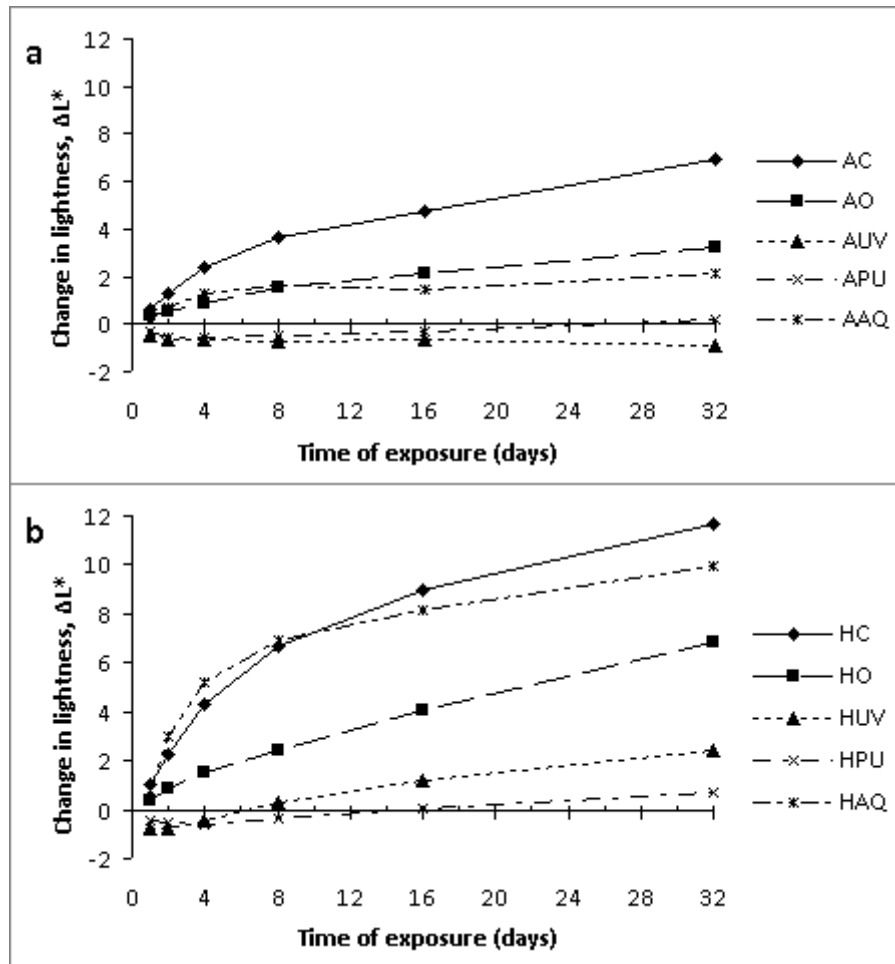 a
Change in lightness, ΔL*
12
10
8
6
4
2
0
-2
0 4 8 12 16 20 24 28 32
Time of exposure (days)
AC
AO
AUV
APU
AAQ
b
Change in lightness, ΔL*
12
10
8
6
4
2
0
-2
0 4 8 12 16 20 24 28 32
Time of exposure (days)
HC
HO
HUV
HPU
HAQ